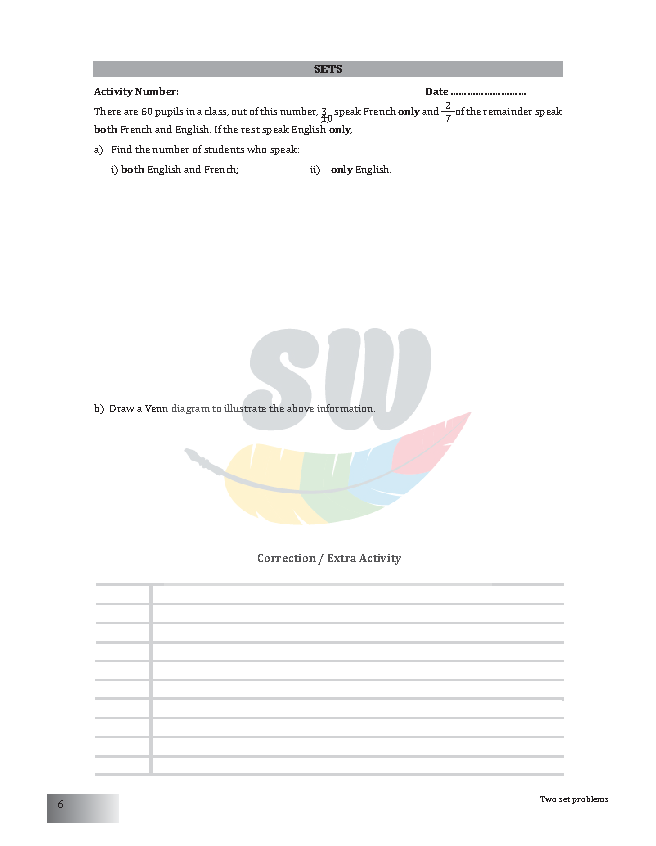 SETS
Activity Number: Date ............................
There are 60 pupils in a class, out of this number, 3/10 speak French only and 2/7 of the remainder speak
both French and English. If the rest speak English only,
a) Find the number of students who speak:
i) both English and French; ii) only English.
SW
b) Draw a Venn diagram to illustrate the above information.
Correction / Extra Activity
6 Two set problems